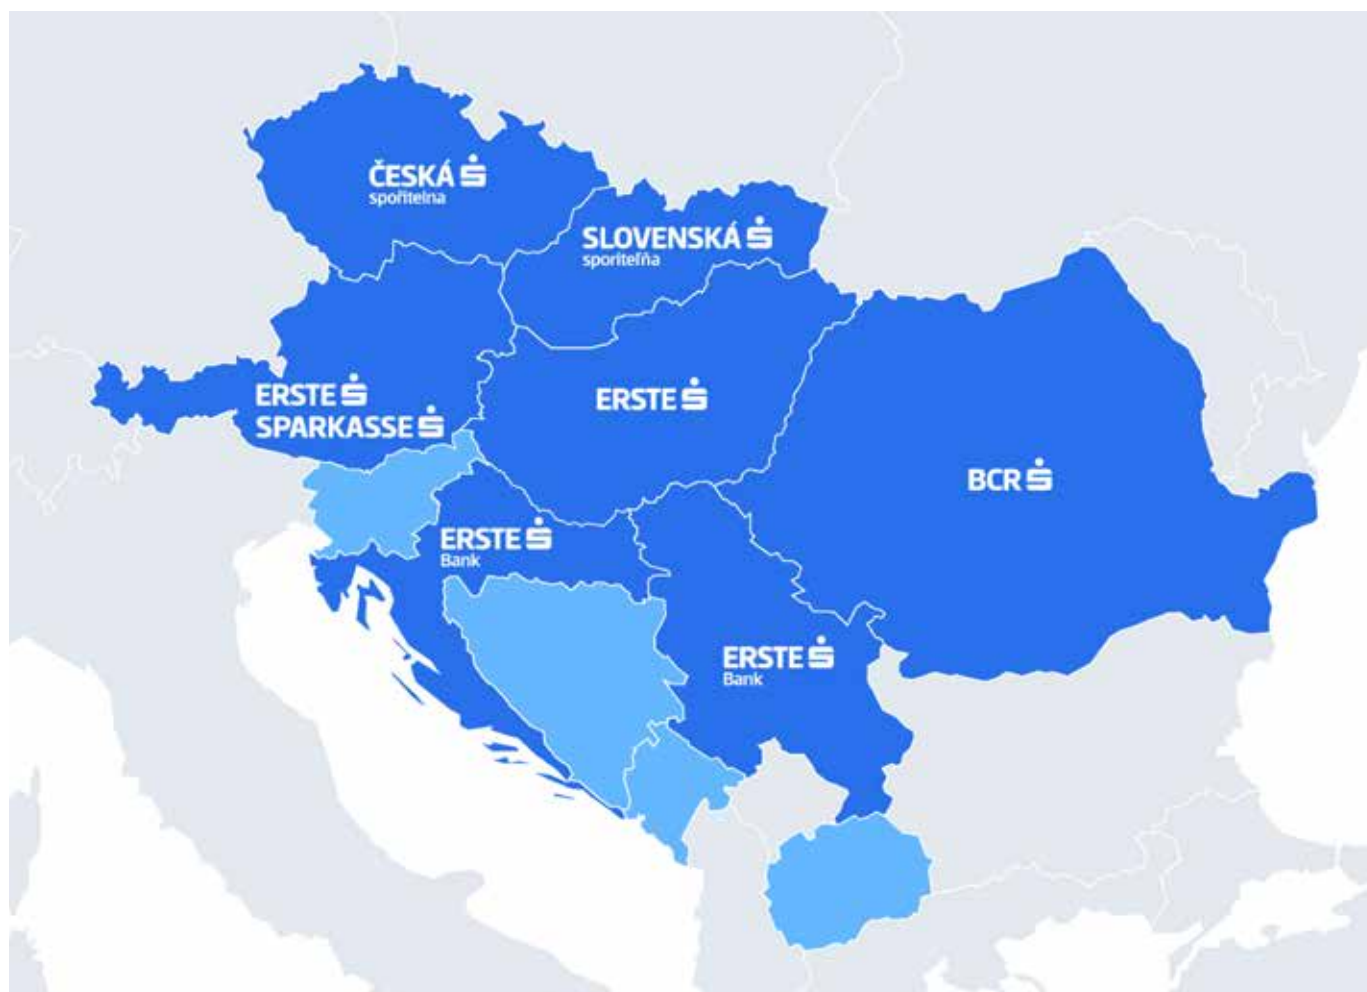 ČESKÁ
spořitelna
SLOVENSKÁ
sporiteľňa
ERSTE
SPARKASSE
ERSTE
BCR
ERSTE
Bank
ERSTE
Bank